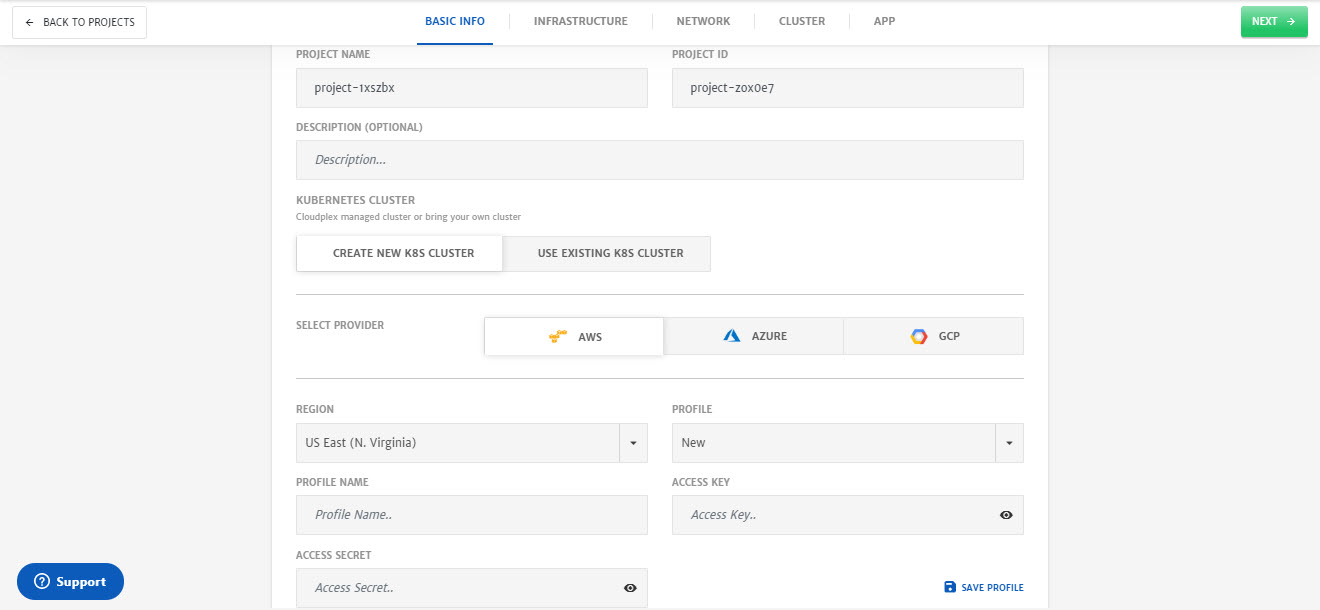 BACK TO PROJECTS
BASIC INFO
INFRASTRUCTURE
NETWORK
CLUSTER
APP
NEXT
PROJECT NAME
PROJECT ID
project-1xszbx
project-zox0e7
DESCRIPTION (OPTIONAL)
Description...
KUBERNETES CLUSTER
Cloudplex managed cluster or bring your own cluster
CREATE NEW K8S CLUSTER
USE EXISTING K8S CLUSTER
SELECT PROVIDER
AWS
AZURE
GCP
REGION
PROFILE
US East (N. Virginia)
New
PROFILE NAME
ACCESS KEY
Profile Name..
Access Key..
ACCESS SECRET
Access Secret..
SAVE PROFILE
Support